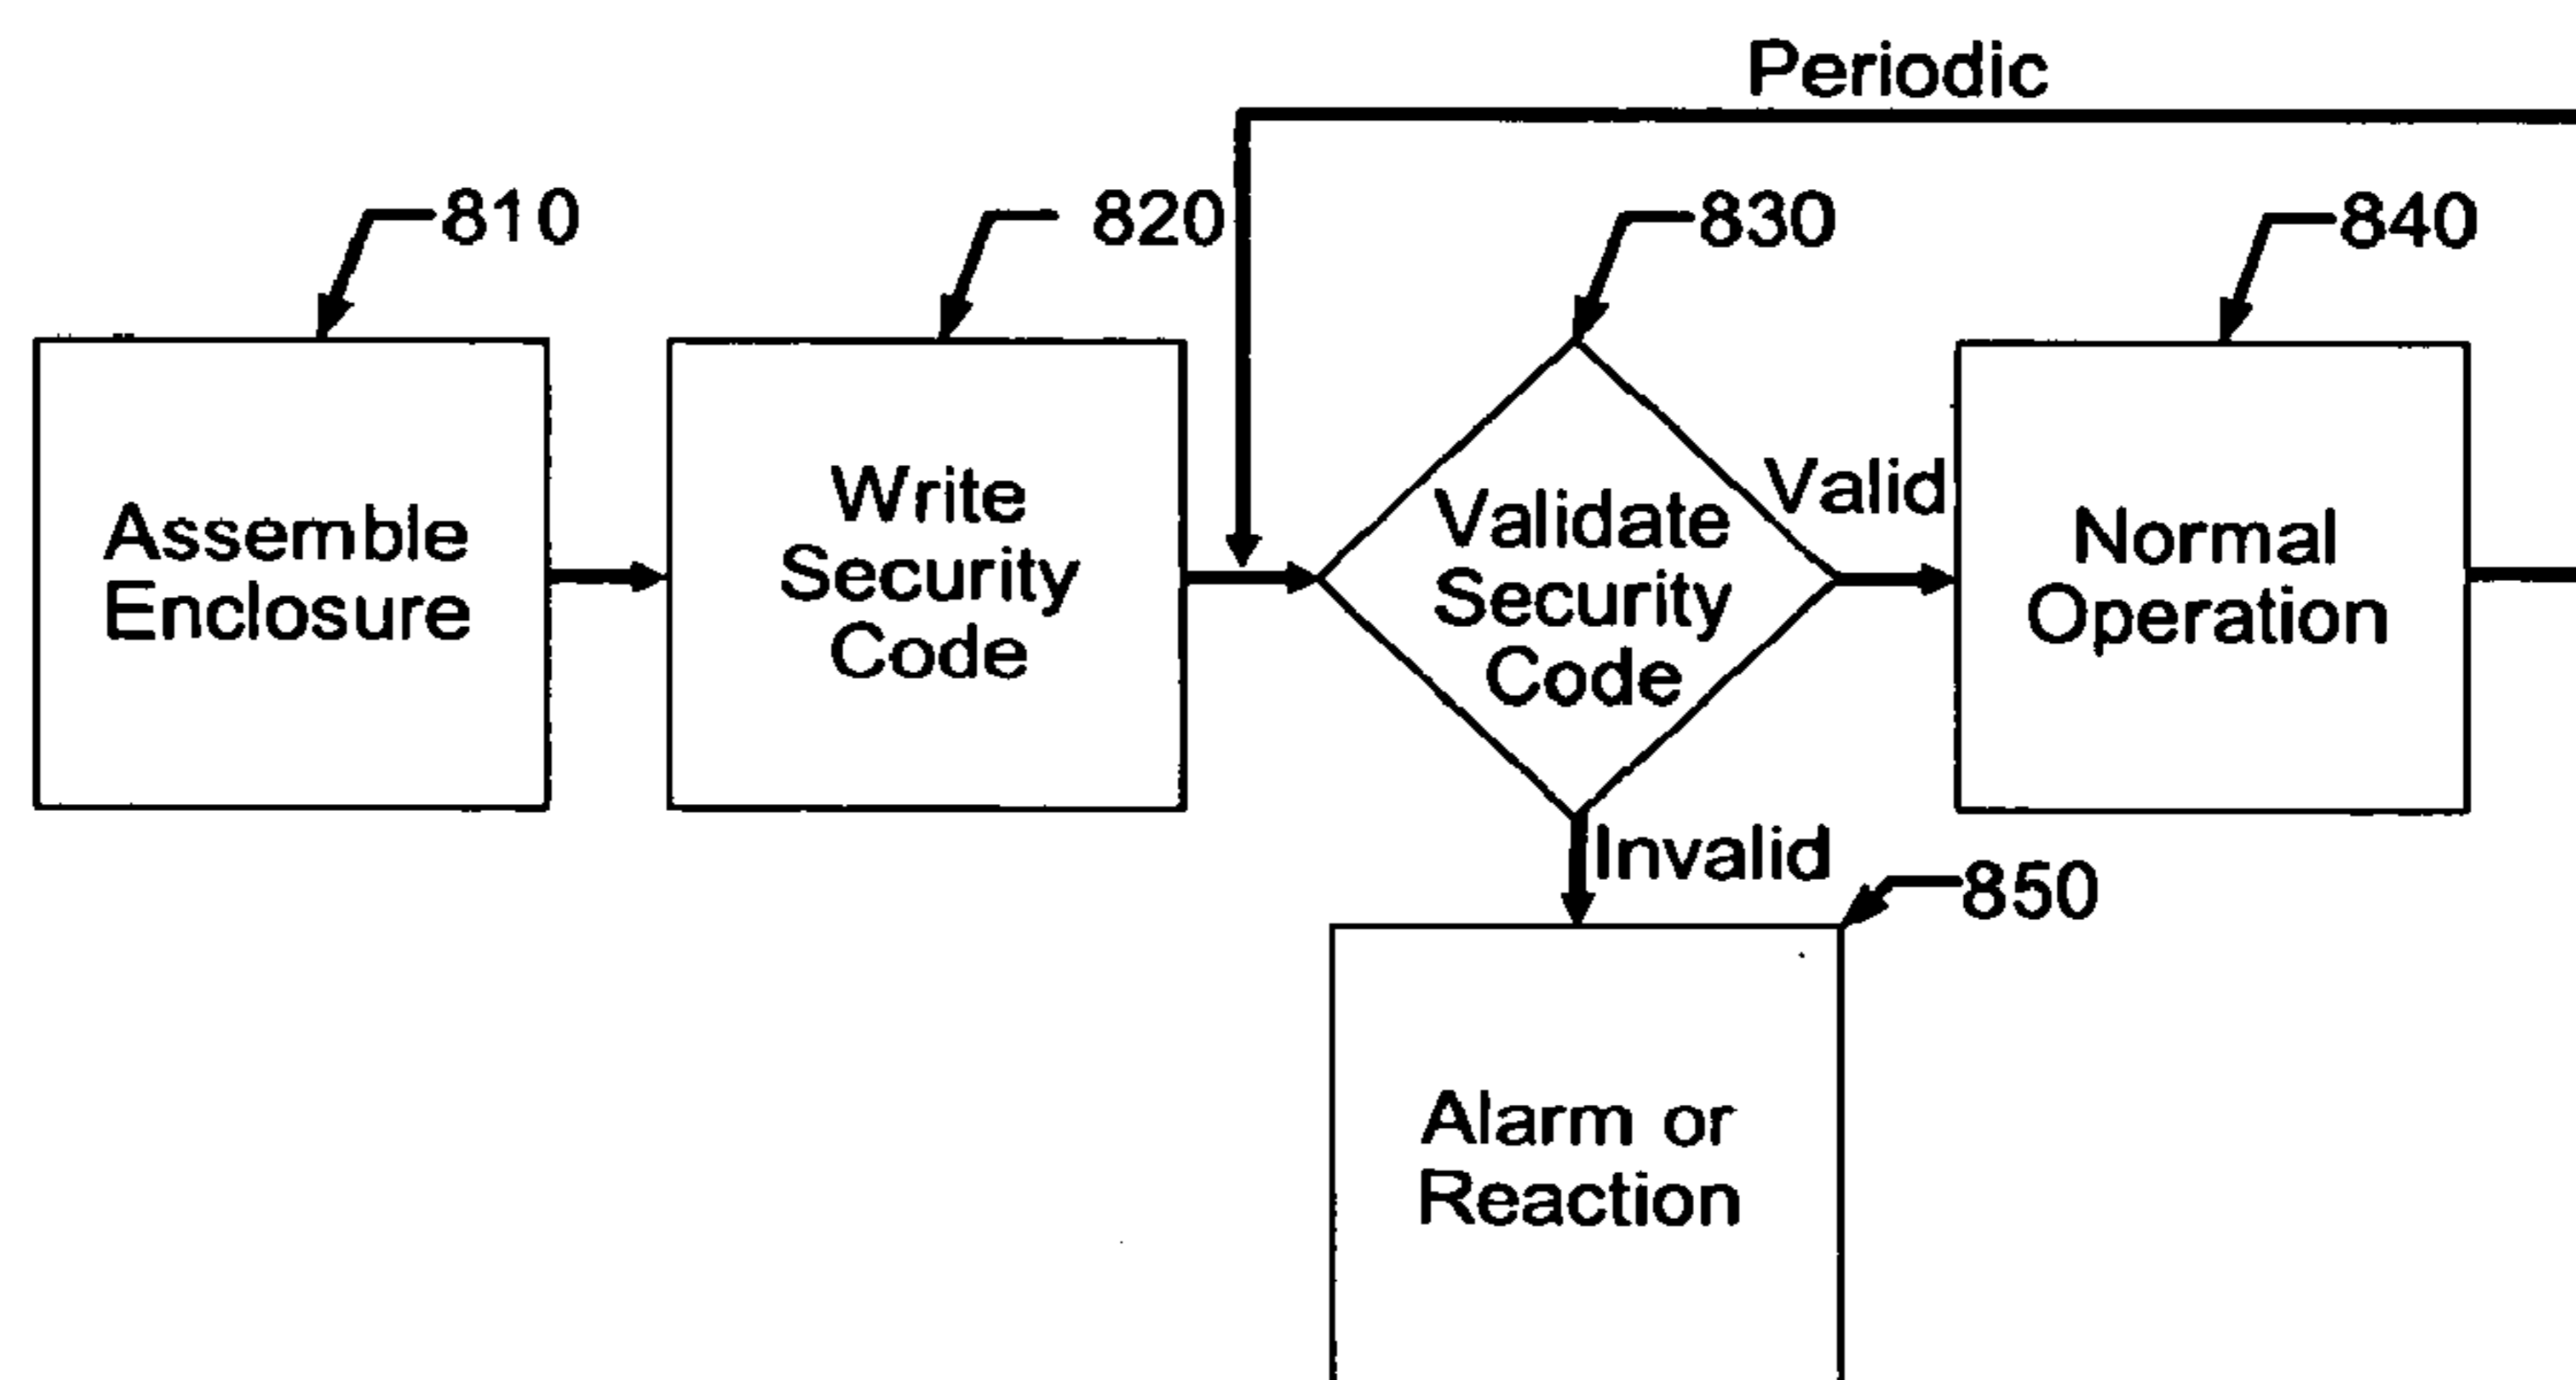 Periodic
810
820
830
840
Assemble
Enclosure
Write
Security
Code
Validate
Security
Code
Valid
Normal
Operation
Invalid
850
Alarm or
Reaction